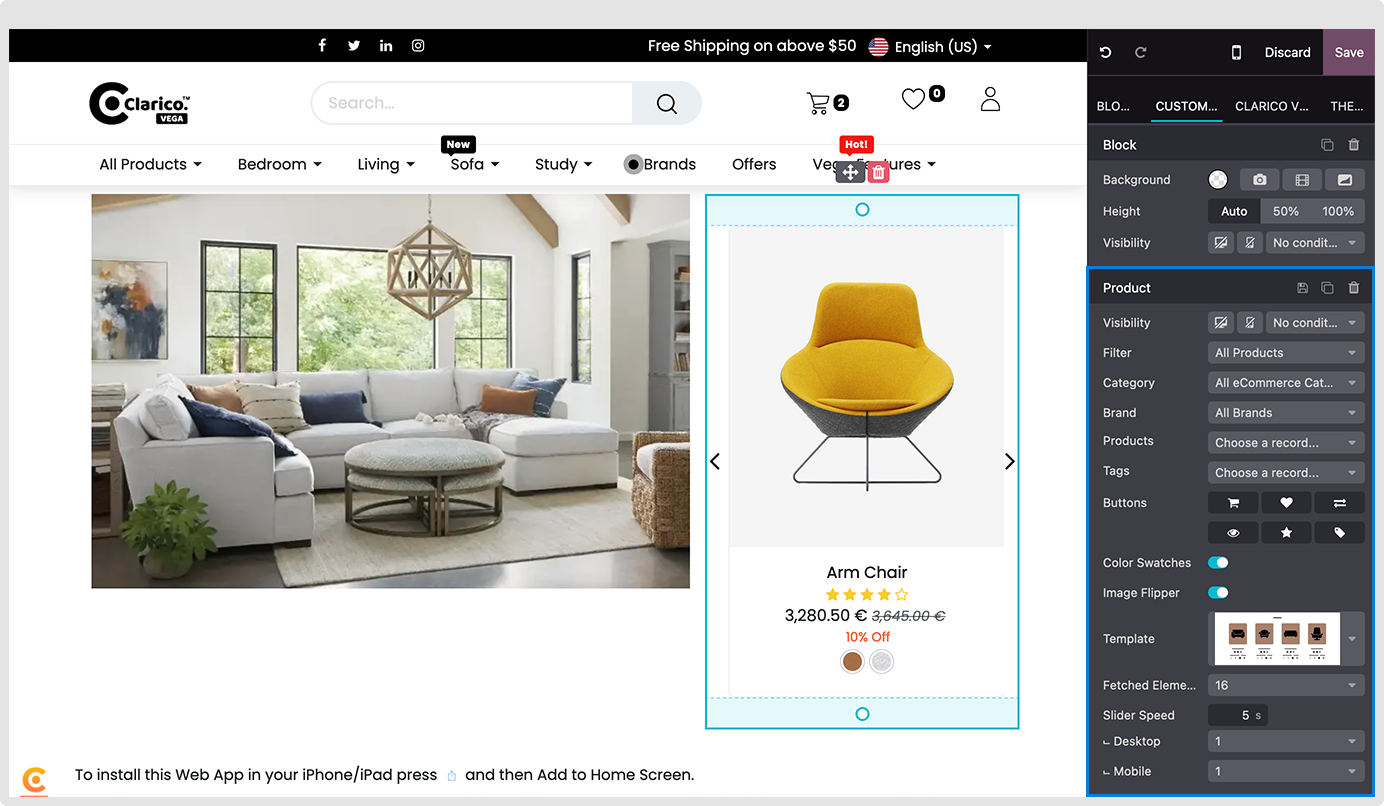 Free Shipping on above $50 English (US)
Discard Save
Clarico.™
VEGA
Search...
2 0
BLO... CUSTOM... CLARICO V... THE...
New Hot!
All Products Bedroom Living Sofa Study Brands Offers
Block
Background
Height Auto 50% 100%
Visibility No condit...
Product
Visibility No condit...
Filter All Products
Category All eCommerce Cat...
Brand All Brands
Products Choose a record...
Tags Choose a record...
Buttons
Color Swatches
Image Flipper
Template
Fetched Eleme... 16
Slider Speed 5 s
Desktop 1
Mobile 1
Arm Chair
3,280.50 € 3,645.00 €
10% Off
To install this Web App in your iPhone/iPad press and then Add to Home Screen.